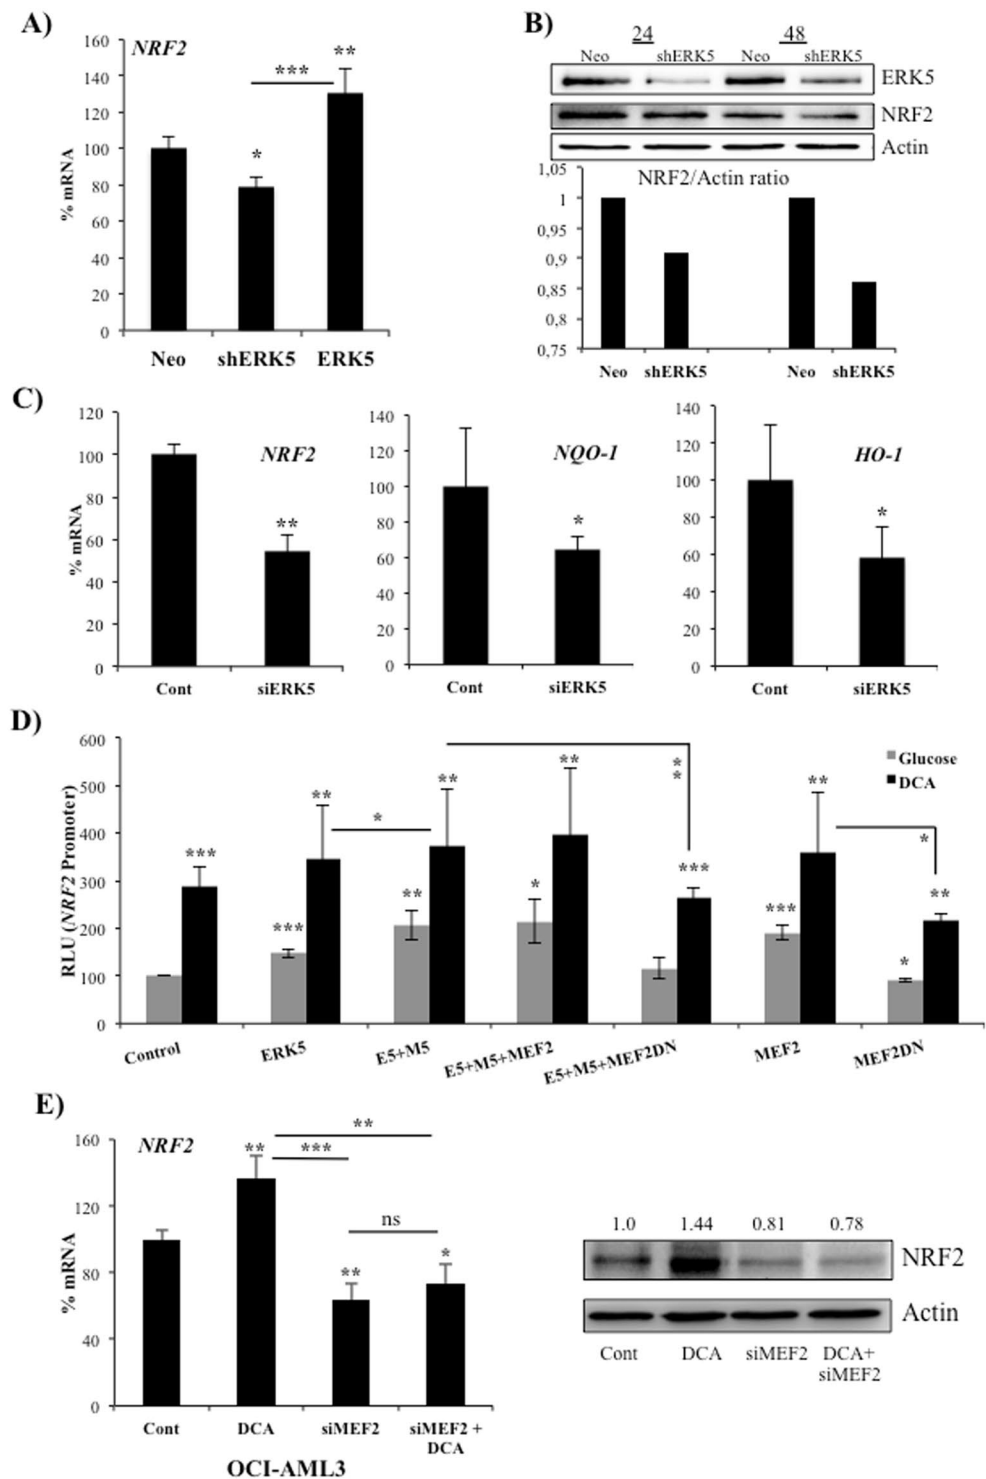 A)
NRF2
% mRNA
160
140
120
100
80
60
40
20
0
*
***
**
Neo shERK5 ERK5
B)
24 48
Neo shERK5 Neo shERK5
ERK5
NRF2
Actin
NRF2/Actin ratio
1,05
1
0,95
0,9
0,85
0,8
0,75
Neo shERK5 Neo shERK5
C)
% mRNA
120
100
80
60
40
20
0
NRF2
**
Cont siERK5
140
120
100
80
60
40
20
0
NQO-1
*
Cont siERK5
140
120
100
80
60
40
20
0
HO-1
*
Cont siERK5
D)
RLU (NRF2 Promoter)
600
500
400
300
200
100
0
Glucose
DCA
***
***
**
*
**
**
*
**
**
***
***
**
*
*
**
Control ERK5 E5+M5 E5+M5+MEF2 E5+M5+MEF2DN MEF2 MEF2DN
E)
NRF2
% mRNA
160
120
80
40
0
**
**
***
ns
**
*
Cont DCA siMEF2 siMEF2 +
DCA
OCI-AML3
1.0 1.44 0.81 0.78
NRF2
Actin
Cont DCA siMEF2 DCA+
siMEF2